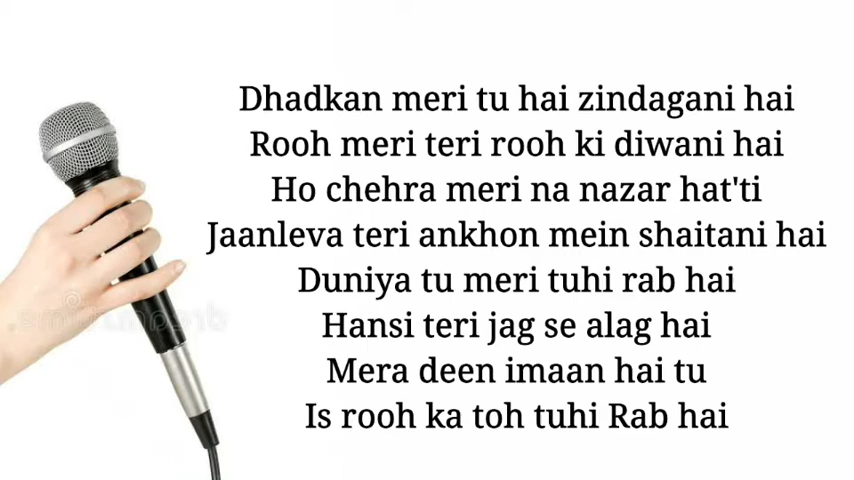 Dhadkan meri tu hai zindagani hai
Rooh meri teri rooh ki diwani hai
Ho chehra meri na nazar hat'ti
Jaanleva teri ankhon mein shaitani hai
Duniya tu meri tuhi rab hai
Hansi teri jag se alag hai
Mera deen imaan hai tu
Is rooh ka toh tuhi Rab hai